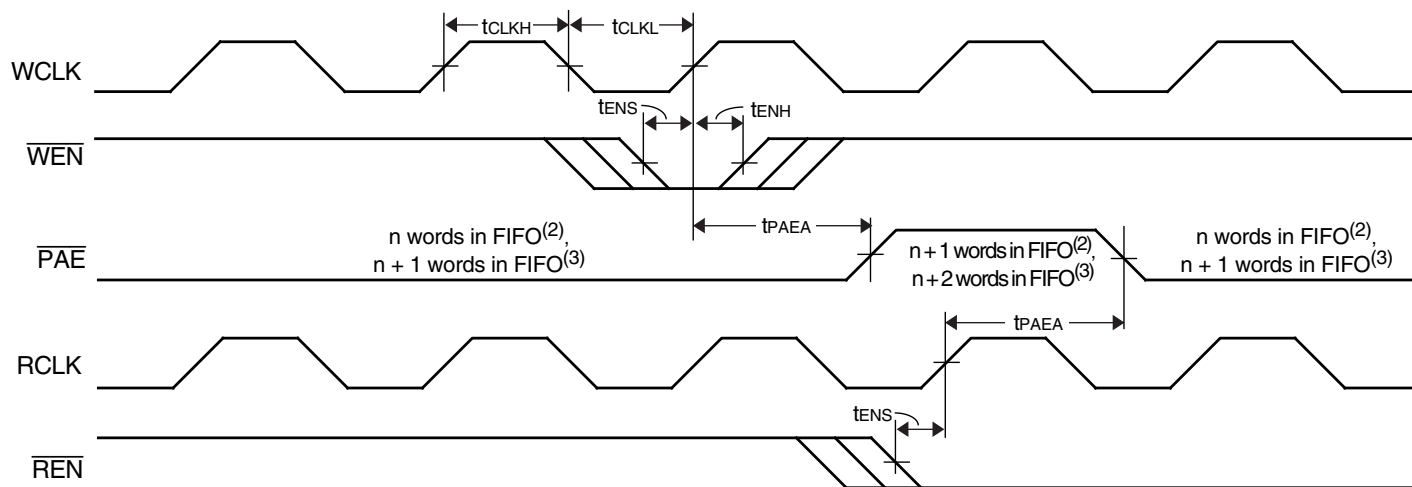 tCLKH
tCLKL
WCLK
tENS
tENH
WEN
tPAEA
n words in FIFO(2),
n + 1 words in FIFO(3)
PAE
n + 1 words in FIFO(2),
n + 2 words in FIFO(3)
n words in FIFO(2),
n + 1 words in FIFO(3)
tPAEA
RCLK
tENS
REN